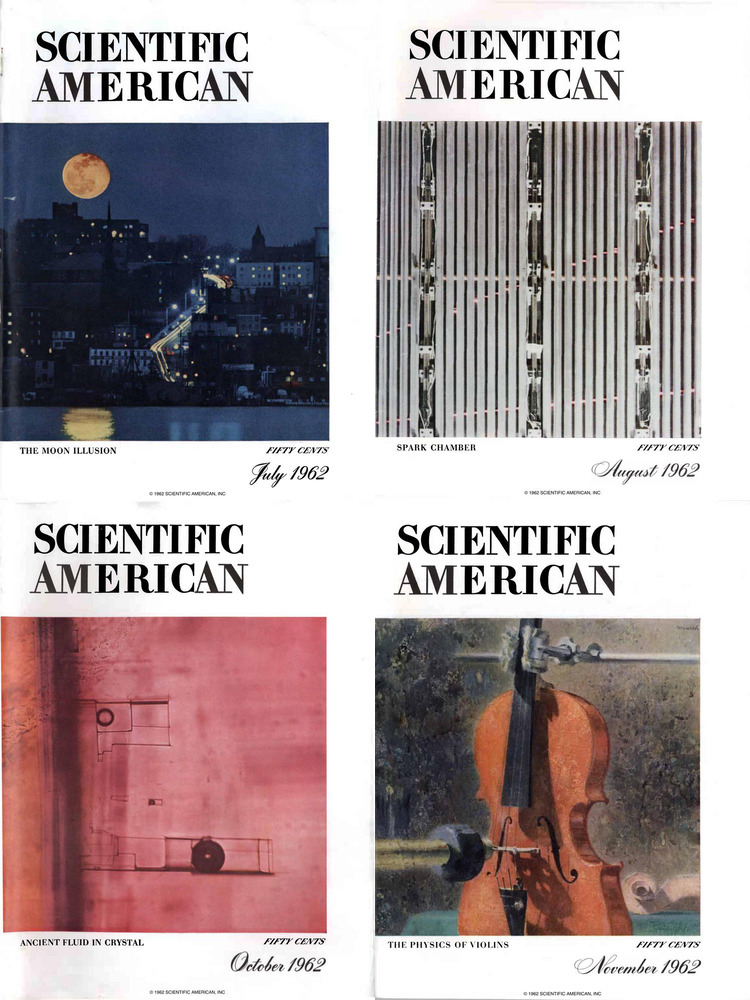 SCIENTIFIC
AMERICAN
THE MOON ILLUSION
FIFTY CENTS
July 1962
© 1962 SCIENTIFIC AMERICAN, INC
SCIENTIFIC
AMERICAN
SPARK CHAMBER
FIFTY CENTS
August 1962
© 1962 SCIENTIFIC AMERICAN, INC
SCIENTIFIC
AMERICAN
ANCIENT FLUID IN CRYSTAL
FIFTY CENTS
October 1962
© 1962 SCIENTIFIC AMERICAN, INC
SCIENTIFIC
AMERICAN
THE PHYSICS OF VIOLINS
FIFTY CENTS
November 1962
© 1962 SCIENTIFIC AMERICAN, INC